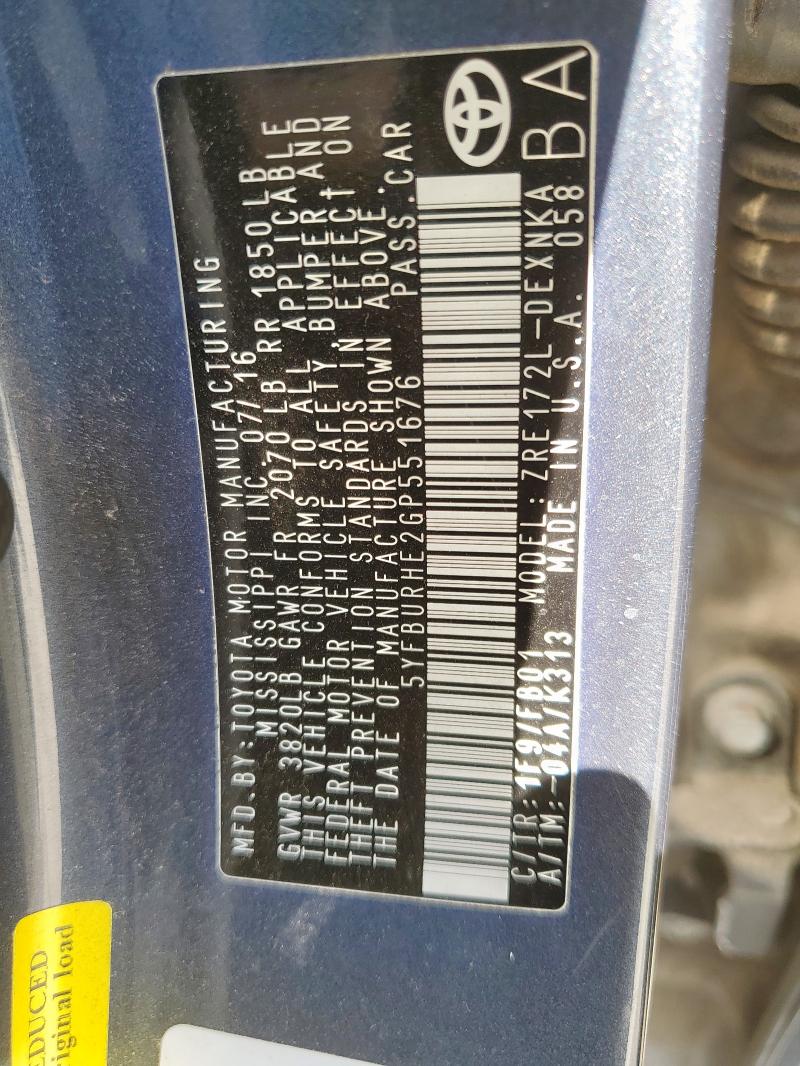 MFD.BY:TOYOTA MOTOR MANUFACTURING
MISSISSIPPI INC. 07/16
GVWR 3820LB GAWR FR 2070 LB RR 1850LB
THIS VEHICLE CONFORMS TO ALL APPLICABLE
FEDERAL MOTOR VEHICLE SAFETY, BUMPER, AND
THEFT PREVENTION STANDARDS IN EFFECT ON
THE DATE OF MANUFACTURE SHOWN ABOVE.
5YFBURHE2GP551676 PASS.CAR
C/TR: 1F9/FB01 MODEL: ZRE172L-DEXNKA
A/TM:-04A/K313 MADE IN U.S.A. 058
BA
EDUCED
riginal load